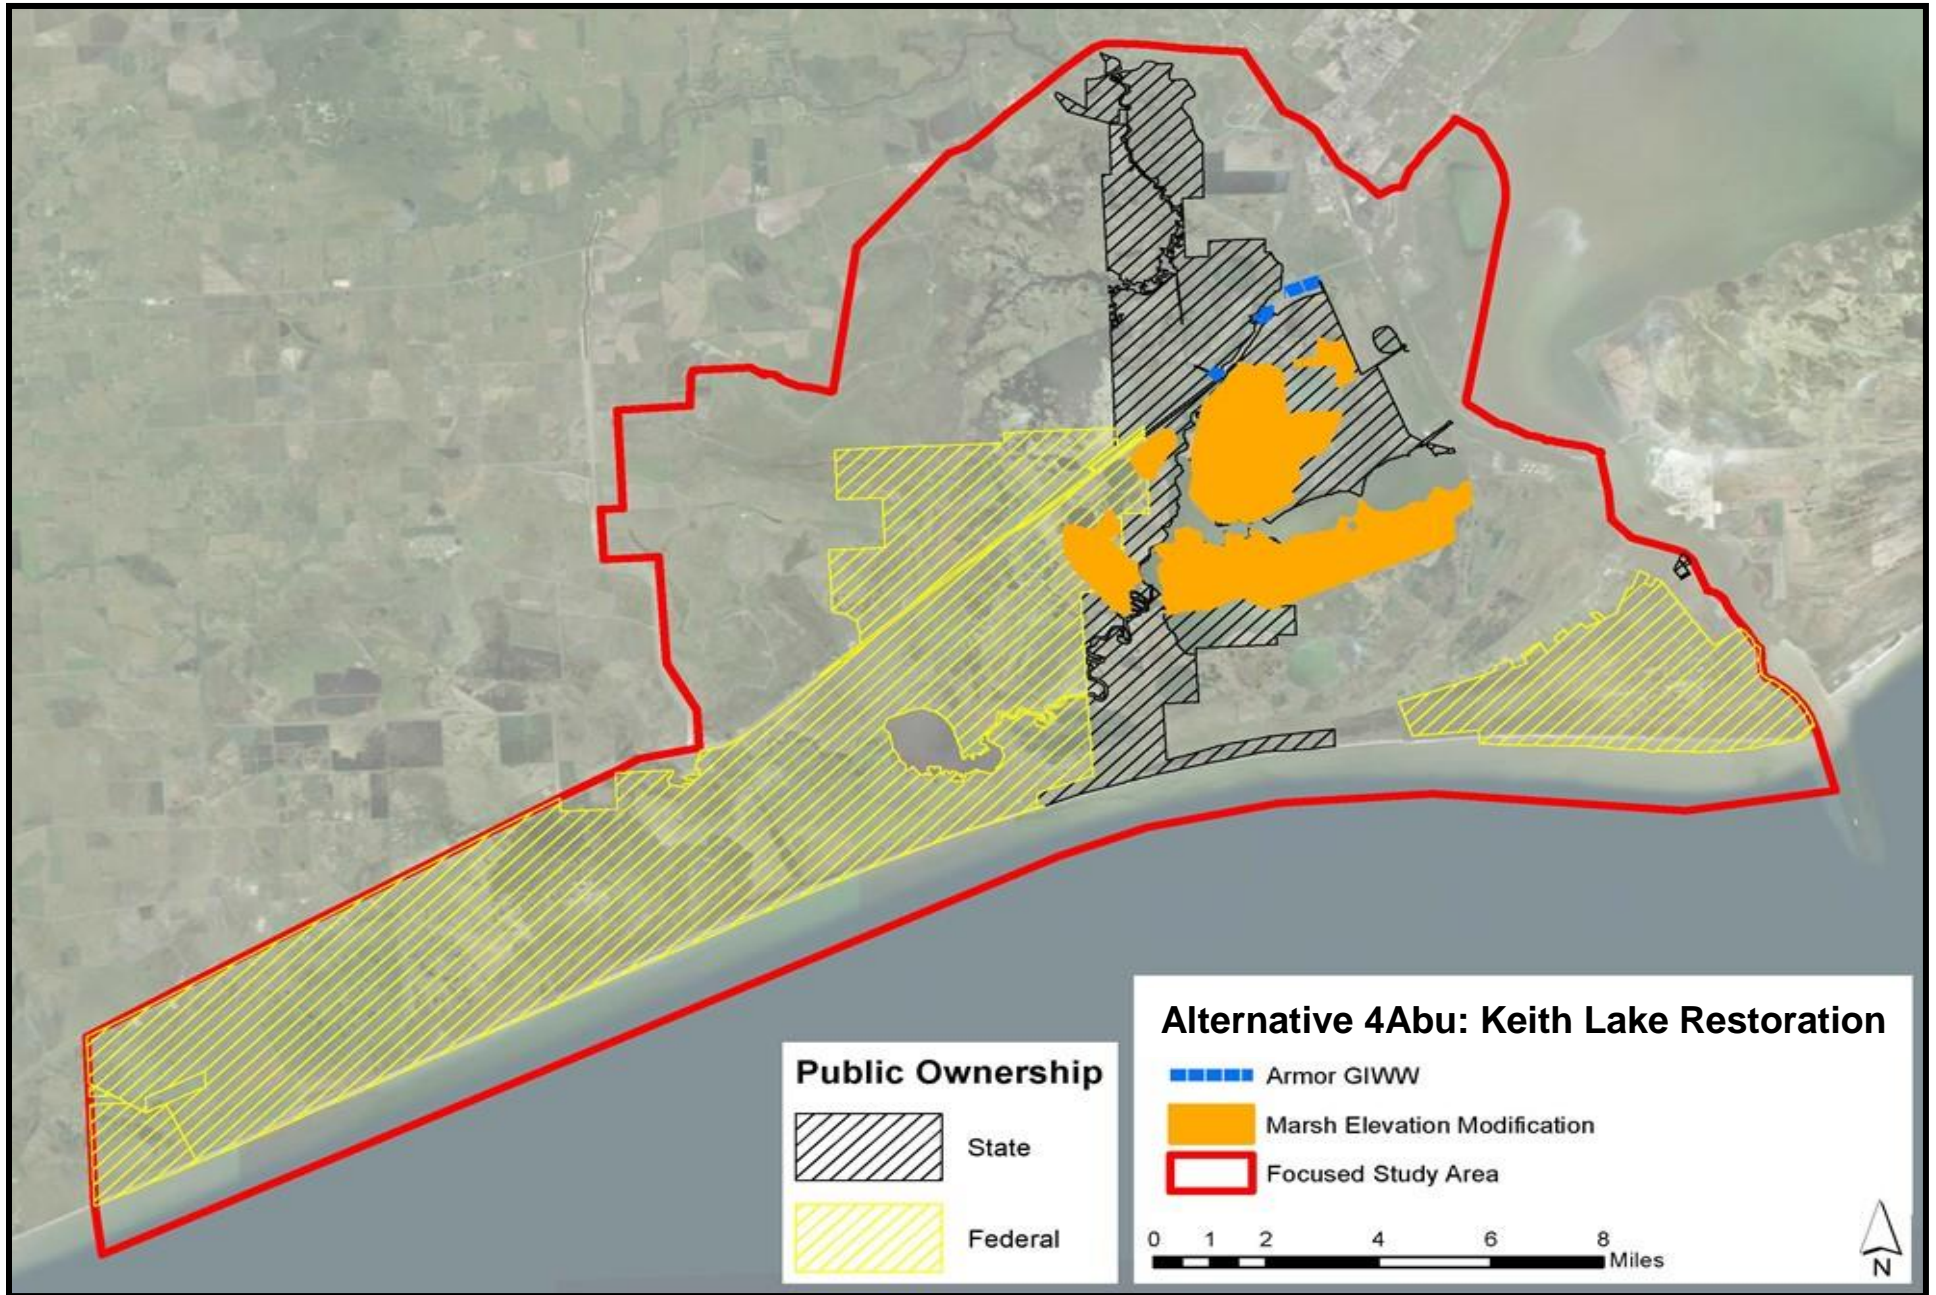 Public Ownership
State
Federal
Alternative 4Abu: Keith Lake Restoration
Armor GIWW
Marsh Elevation Modification
Focused Study Area
0 1 2 4 6 8
Miles
N